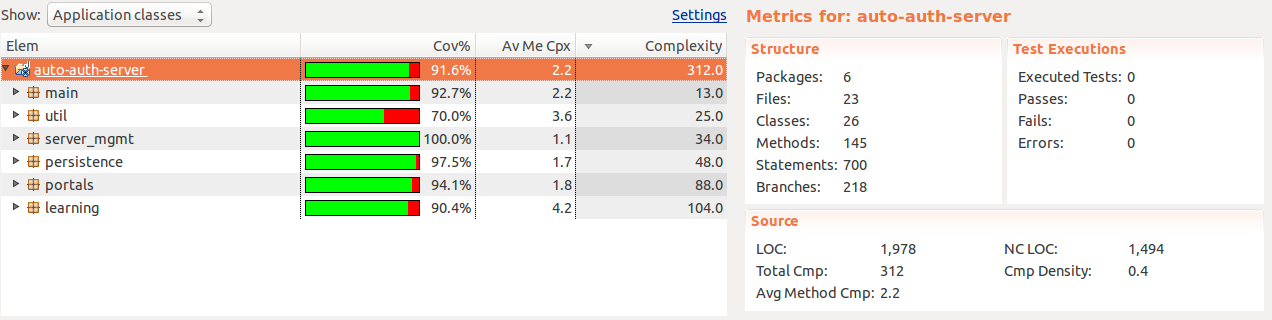 Show: Application classes Settings
Elem Cov% Av Me Cpx Complexity
auto-auth-server 91.6% 2.2 312.0
main 92.7% 2.2 13.0
util 70.0% 3.6 25.0
server_mgmt 100.0% 1.1 34.0
persistence 97.5% 1.7 48.0
portals 94.1% 1.8 88.0
learning 90.4% 4.2 104.0
Metrics for: auto-auth-server
Structure
Packages: 6
Files: 23
Classes: 26
Methods: 145
Statements: 700
Branches: 218
Test Executions
Executed Tests: 0
Passes: 0
Fails: 0
Errors: 0
Source
LOC: 1,978 NC LOC: 1,494
Total Cmp: 312 Cmp Density: 0.4
Avg Method Cmp: 2.2